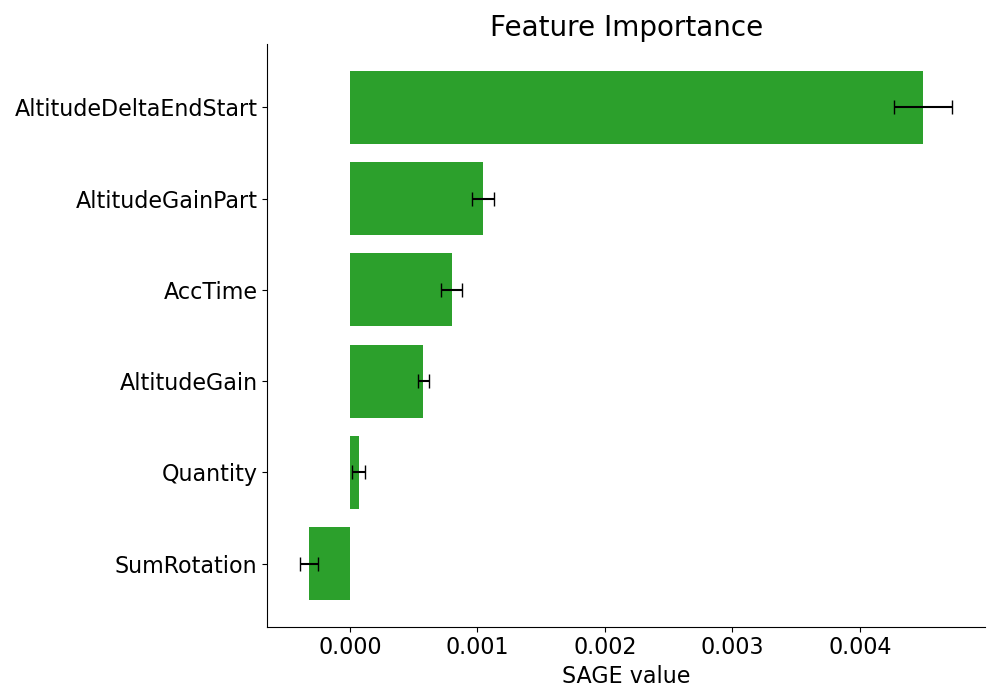 Feature Importance
AltitudeDeltaEndStart
AltitudeGainPart
AccTime
AltitudeGain
Quantity
SumRotation
0.000 0.001 0.002 0.003 0.004
SAGE value